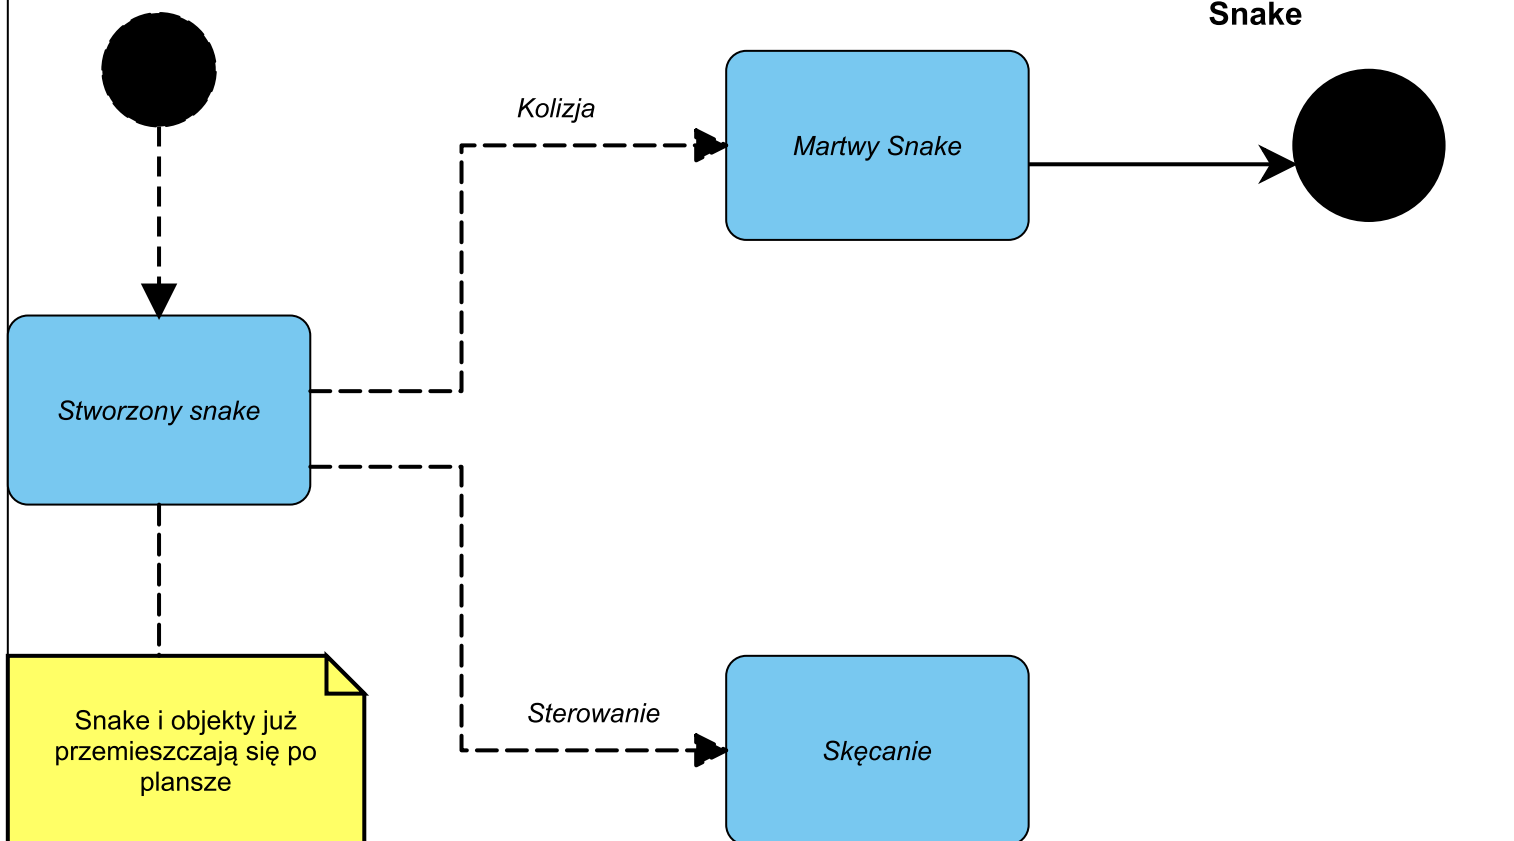 Snake
Kolizja
Martwy Snake
Stworzony snake
Sterowanie
Snake i objekty już
przemieszczają się po
plansze
Skęcanie